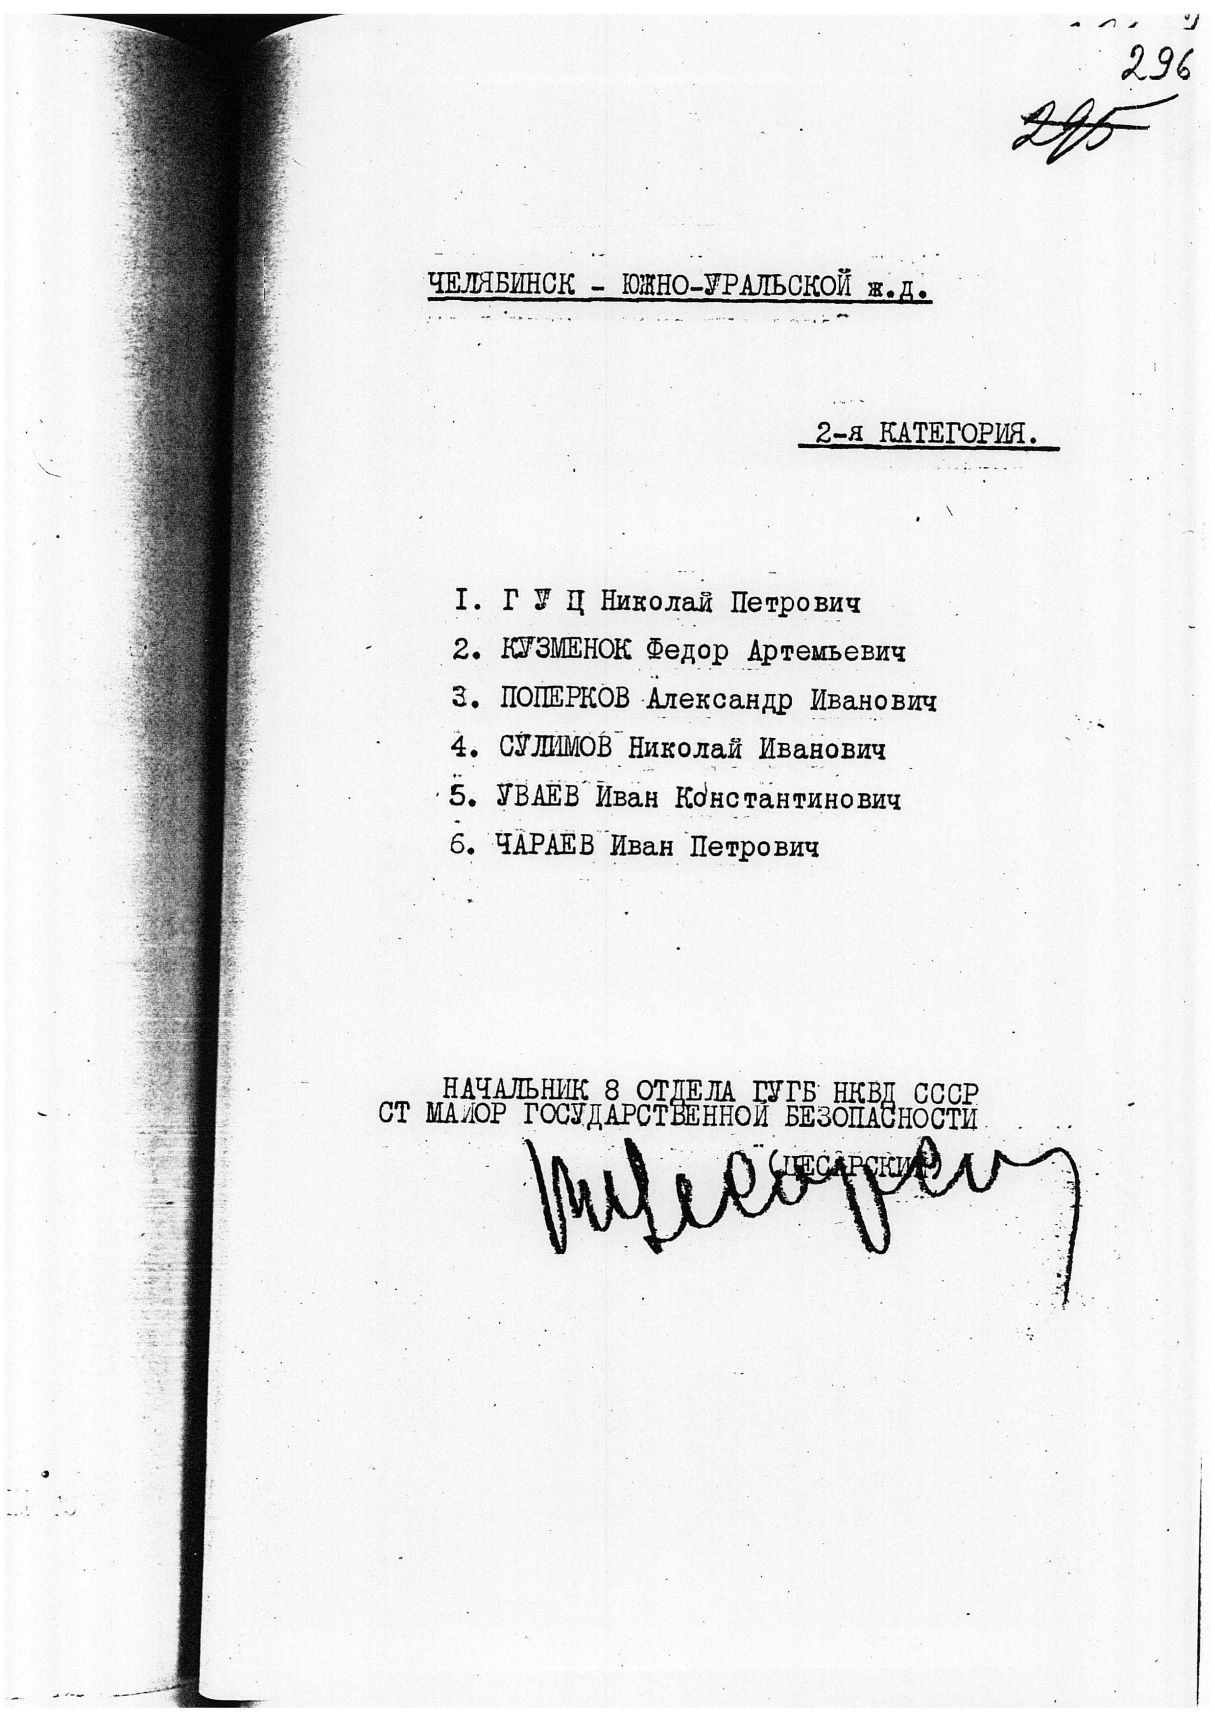 296
295
ЧЕЛЯБИНСК - ЮЖНО-УРАЛЬСКОЙ ж.д.
2-я КАТЕГОРИЯ.
I. Г У Ц Николай Петрович
2. КУЗМЕНОК Федор Артемьевич
3. ПОПЕРКОВ Александр Иванович
4. СУЛИМОВ Николай Иванович
5. УВАЕВ Иван Константинович
6. ЧАРАЕВ Иван Петрович
НАЧАЛЬНИК 8 ОТДЕЛА ГУГБ НКВД СССР
СТ МАЙОР ГОСУДАРСТВЕННОЙ БЕЗОПАСНОСТИ
(ЦЕСАРСКИЙ)